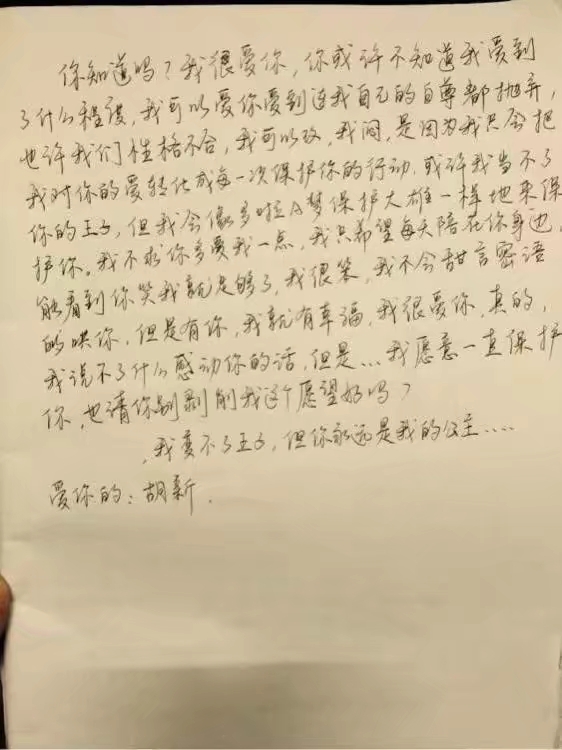 你知道吗？我很爱你，你或许不知道我爱到
了什么程度，我可以爱你爱到连我自己的自尊都抛弃，
也许我们性格不合，我可以改，我闷，是因为我只会把
我对你的爱转化成每一次保护你的行动，或许我当不了
你的王子，但我会像多啦A梦保护大雄一样地来保
护你。我不求你多爱我一点，我只希望每天陪在你身边，
能看到你笑我就足够了，我很笨，我不会甜言密语
的哄你，但是有你，我就有幸福，我很爱你，真的，
我说不了什么感动你的话，但是...我愿意一直保护
你，也请你别剥削我这个愿望好吗？
，我变不了王子，但你永远是我的公主.....
爱你的：胡新.